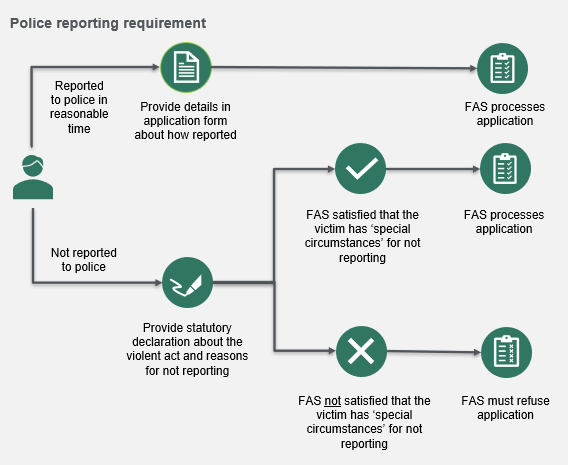 Police reporting requirement
Reported
to police in
reasonable
time
Provide details in
application form
about how reported
FAS processes
application
FAS satisfied that the
victim has ‘special
circumstances’ for not
reporting
FAS processes
application
Not reported
to police
Provide statutory
declaration about the
violent act and reasons
for not reporting
FAS not satisfied that the
victim has ‘special
circumstances’ for not
reporting
FAS must refuse
application